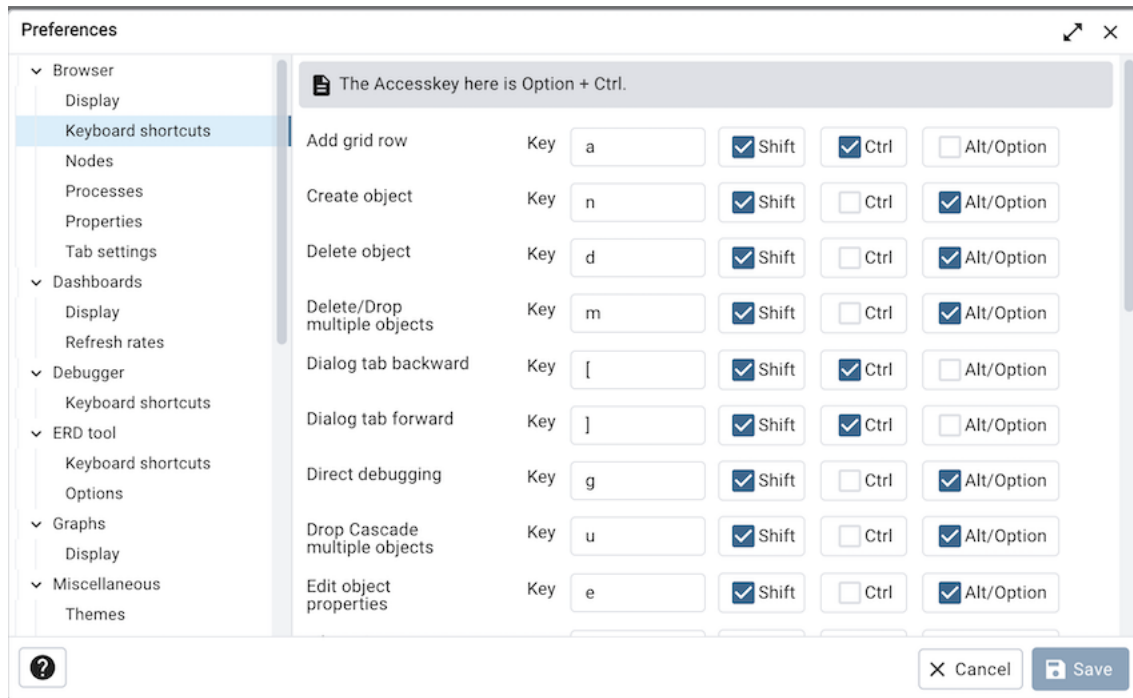 Preferences
Browser
Display
Keyboard shortcuts
Nodes
Processes
Properties
Tab settings
Dashboards
Display
Refresh rates
Debugger
Keyboard shortcuts
ERD tool
Keyboard shortcuts
Options
Graphs
Display
Miscellaneous
Themes
The Accesskey here is Option + Ctrl.
Add grid row Key a Shift Ctrl Alt/Option
Create object Key n Shift Ctrl Alt/Option
Delete object Key d Shift Ctrl Alt/Option
Delete/Drop
multiple objects Key m Shift Ctrl Alt/Option
Dialog tab backward Key [ Shift Ctrl Alt/Option
Dialog tab forward Key ] Shift Ctrl Alt/Option
Direct debugging Key g Shift Ctrl Alt/Option
Drop Cascade
multiple objects Key u Shift Ctrl Alt/Option
Edit object
properties Key e Shift Ctrl Alt/Option
? Cancel Save